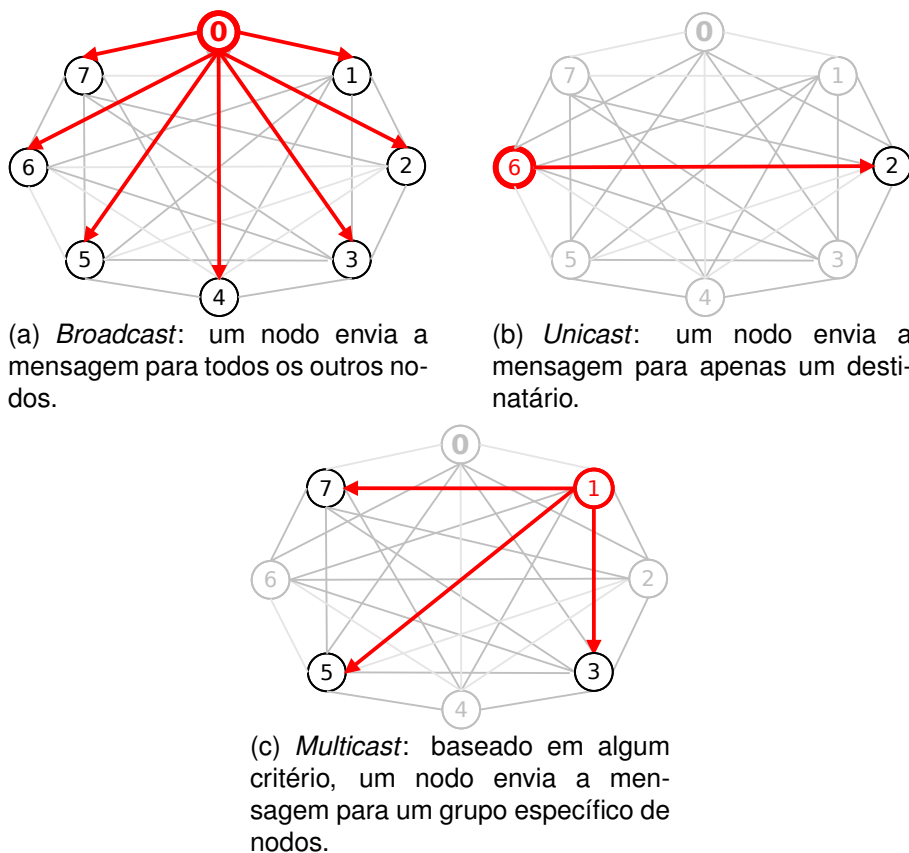 0
7
1
6
2
5
3
4
(a) Broadcast: um nodo envia a
mensagem para todos os outros no-
dos.
0
7
1
6
2
5
3
4
(b) Unicast: um nodo envia a
mensagem para apenas um desti-
natário.
0
7
1
6
2
5
3
4
(c) Multicast: baseado em algum
critério, um nodo envia a men-
sagem para um grupo específico de
nodos.